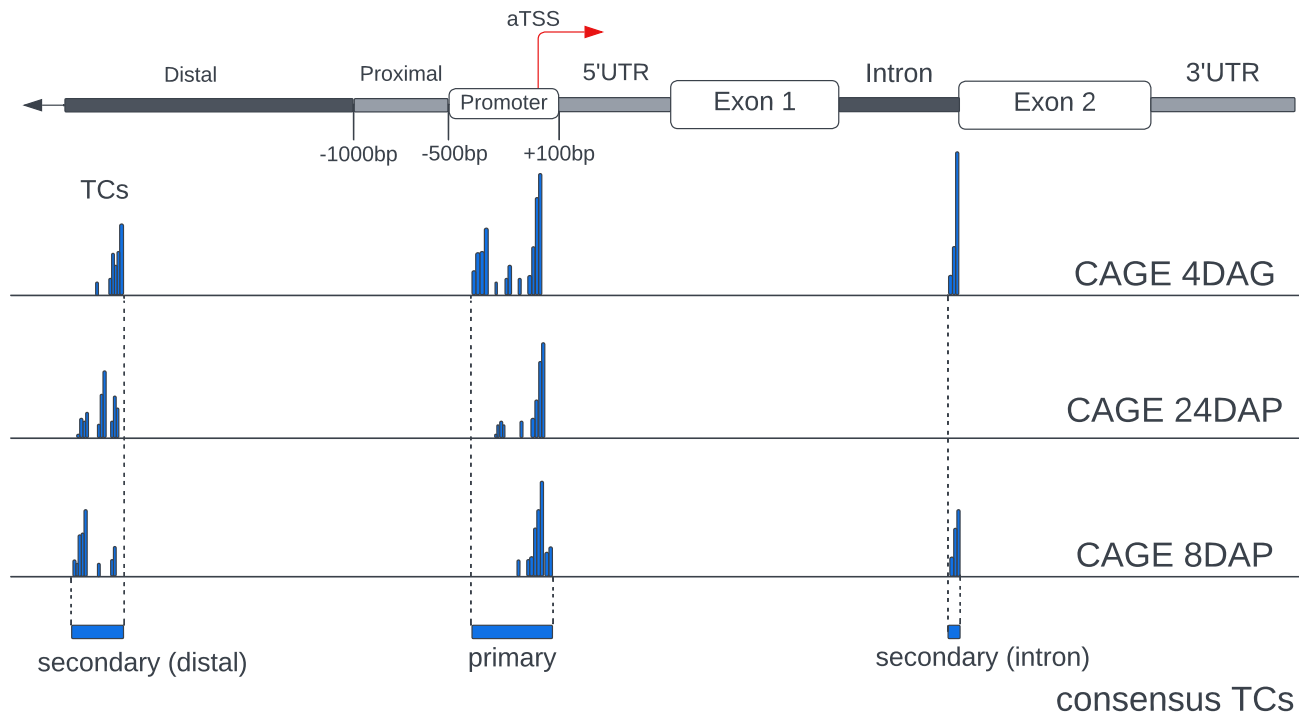 aTSS
Distal
Proximal
Promoter
5'UTR
Exon 1
Intron
Exon 2
3'UTR
-1000bp
-500bp
+100bp
TCs
CAGE 4DAG
CAGE 24DAP
CAGE 8DAP
secondary (distal)
primary
secondary (intron)
consensus TCs